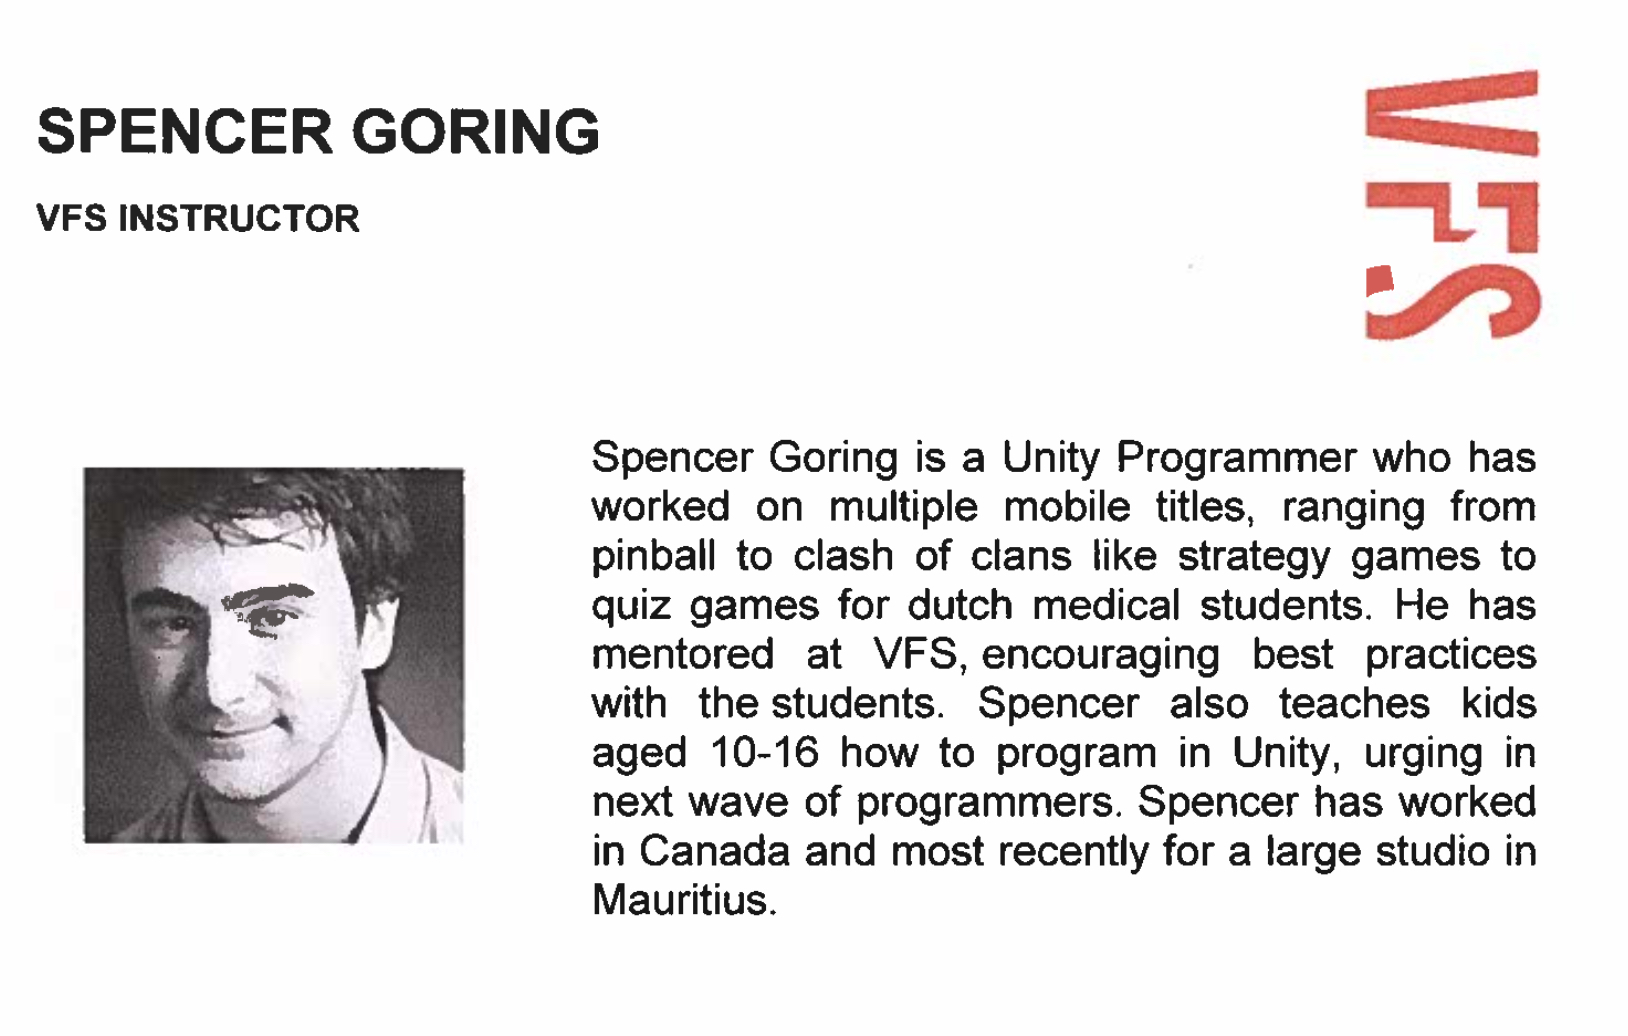 SPENCER GORING
VFS INSTRUCTOR
VFS
Spencer Goring is a Unity Programmer who has
worked on multiple mobile titles, ranging from
pinball to clash of clans like strategy games to
quiz games for dutch medical students. He has
mentored at VFS, encouraging best practices
with the students. Spencer also teaches kids
aged 10-16 how to program in Unity, urging in
next wave of programmers. Spencer has worked
in Canada and most recently for a large studio in
Mauritius.